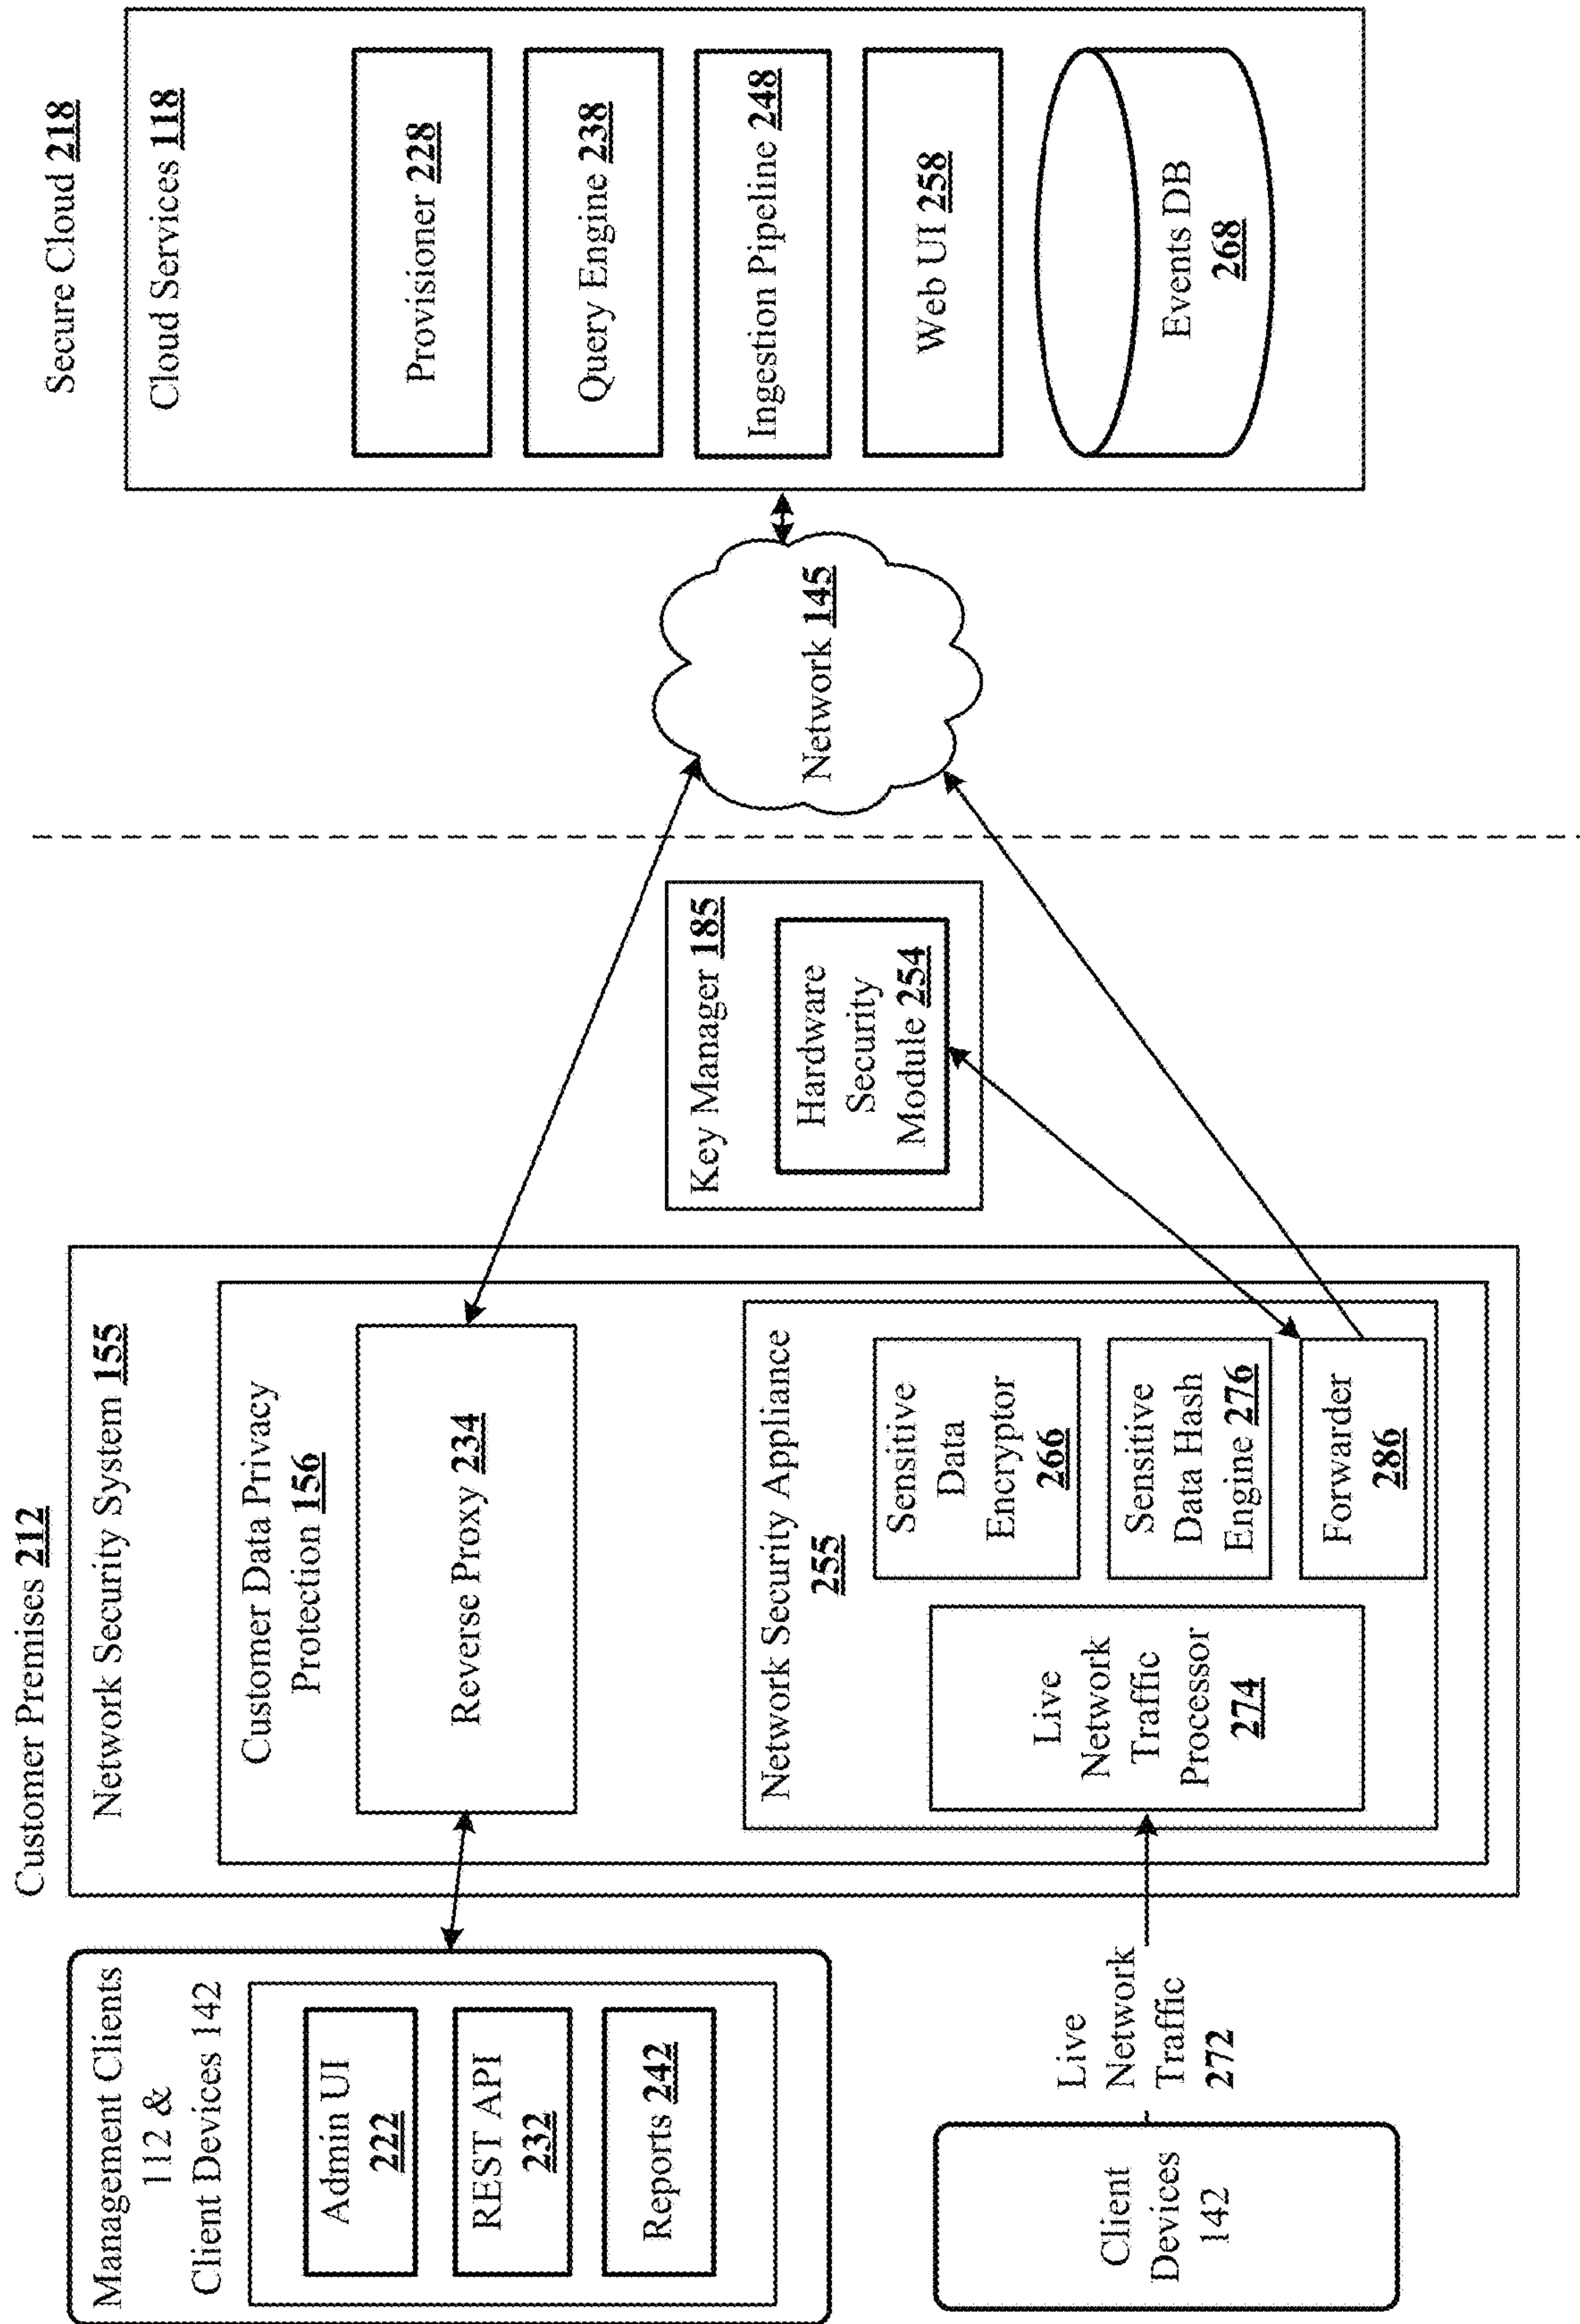 Customer Premises 212
Secure Cloud 218
Management Clients
112 &
Client Devices 142
Admin UI
222
REST API
232
Reports 242
Client
Devices
142
Live
Network
Traffic
272
Network Security System 155
Customer Data Privacy
Protection 156
Reverse Proxy 234
Network Security Appliance
255
Live
Network
Traffic
Processor
274
Sensitive
Data
Encryptor
266
Sensitive
Data Hash
Engine 276
Forwarder
286
Key Manager 185
Hardware
Security
Module 254
Network 145
Cloud Services 118
Provisioner 228
Query Engine 238
Ingestion Pipeline 248
Web UI 258
Events DB
268